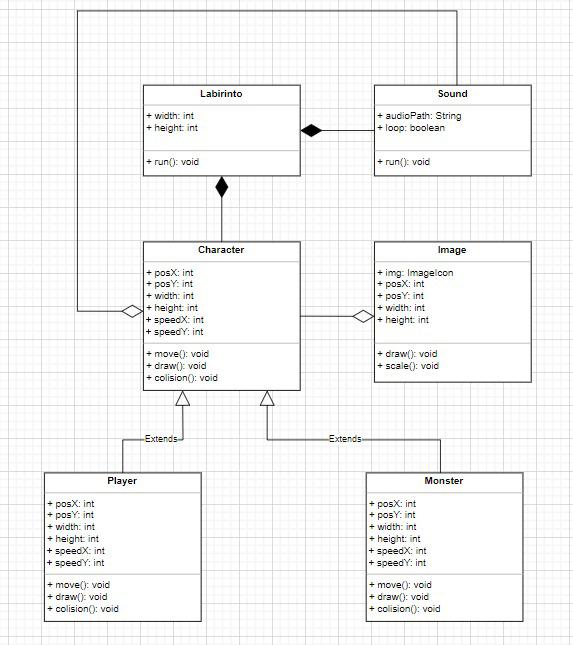 Labirinto
+ width: int
+ height: int
+ run(): void
Sound
+ audioPath: String
+ loop: boolean
+ run(): void
Character
+ posX: int
+ posY: int
+ width: int
+ height: int
+ speedX: int
+ speedY: int
+ move(): void
+ draw(): void
+ colision(): void
Image
+ img: ImageIcon
+ posX: int
+ posY: int
+ width: int
+ height: int
+ draw(): void
+ scale(): void
Extends
Extends
Player
+ posX: int
+ posY: int
+ width: int
+ height: int
+ speedX: int
+ speedY: int
+ move(): void
+ draw(): void
+ colision(): void
Monster
+ posX: int
+ posY: int
+ width: int
+ height: int
+ speedX: int
+ speedY: int
+ move(): void
+ draw(): void
+ colision(): void